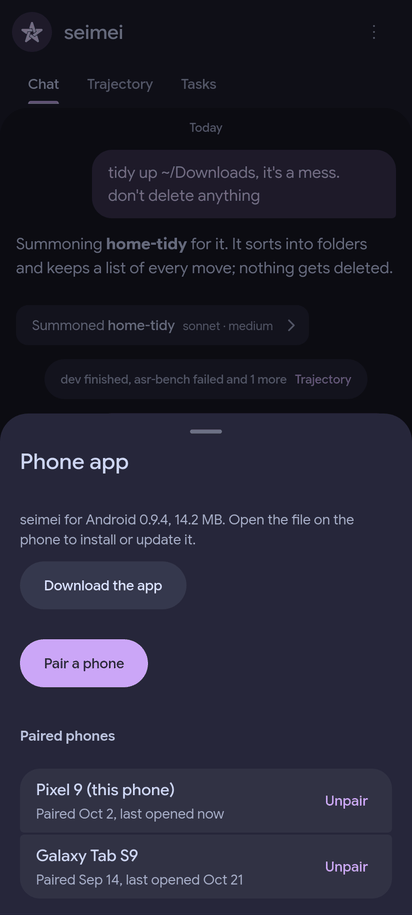 seimei
Chat Trajectory Tasks
Today
tidy up ~/Downloads, it's a mess.
don't delete anything
Summoning home-tidy for it. It sorts into folders
and keeps a list of every move; nothing gets deleted.
Summoned home-tidy sonnet · medium
dev finished, asr-bench failed and 1 more Trajectory
Phone app
seimei for Android 0.9.4, 14.2 MB. Open the file on the
phone to install or update it.
Download the app
Pair a phone
Paired phones
Pixel 9 (this phone)
Paired Oct 2, last opened now
Unpair
Galaxy Tab S9
Paired Sep 14, last opened Oct 21
Unpair